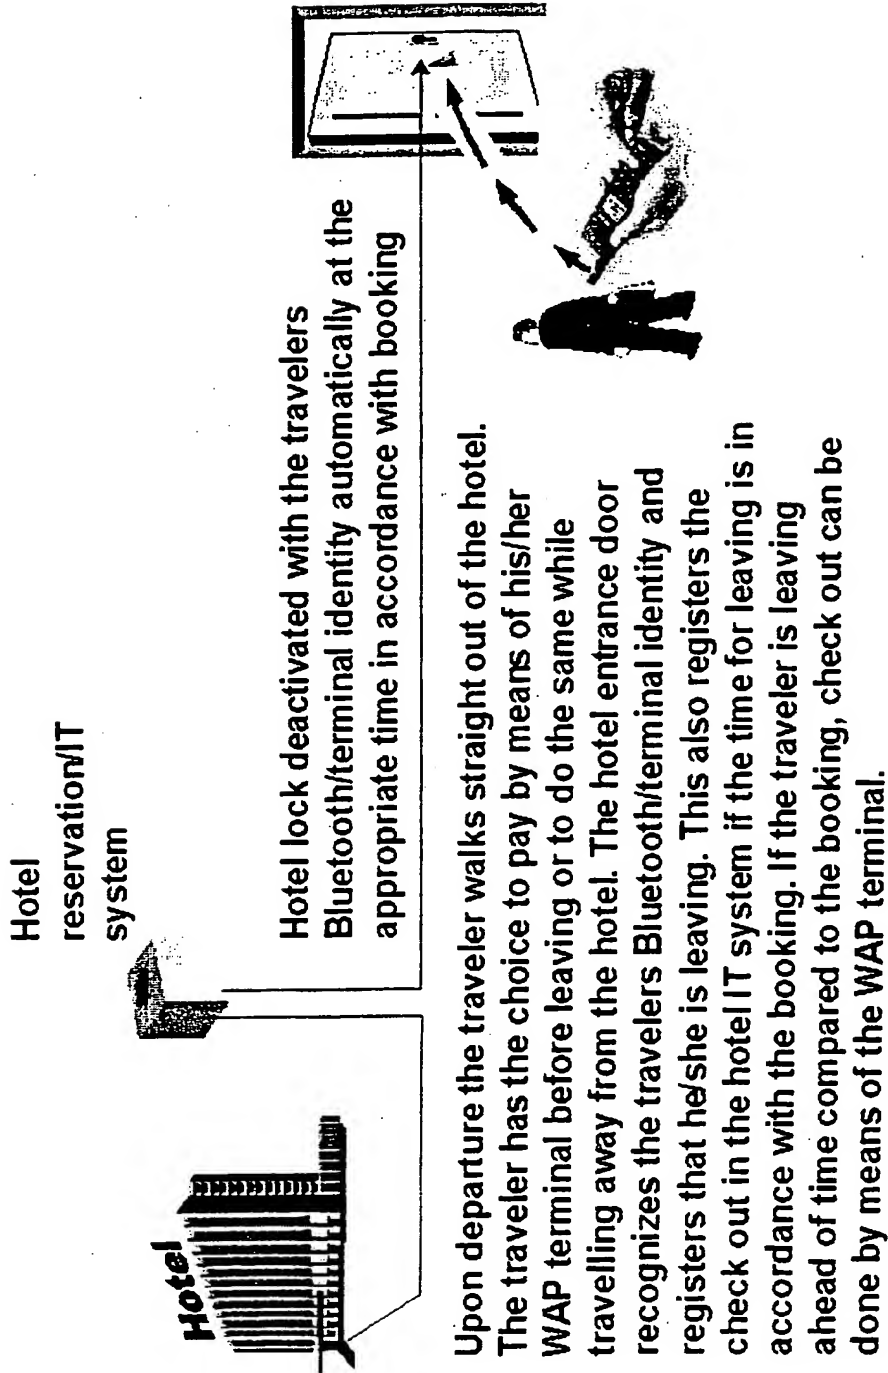 Hotel
reservation/IT
system
Hotel
Hotel lock deactivated with the travelers
Bluetooth/terminal identity automatically at the
appropriate time in accordance with booking
Upon departure the traveler walks straight out of the hotel.
The traveler has the choice to pay by means of his/her
WAP terminal before leaving or to do the same while
travelling away from the hotel. The hotel entrance door
recognizes the travelers Bluetooth/terminal identity and
registers that he/she is leaving. This also registers the
check out in the hotel IT system if the time for leaving is in
accordance with the booking. If the traveler is leaving
ahead of time compared to the booking, check out can be
done by means of the WAP terminal.